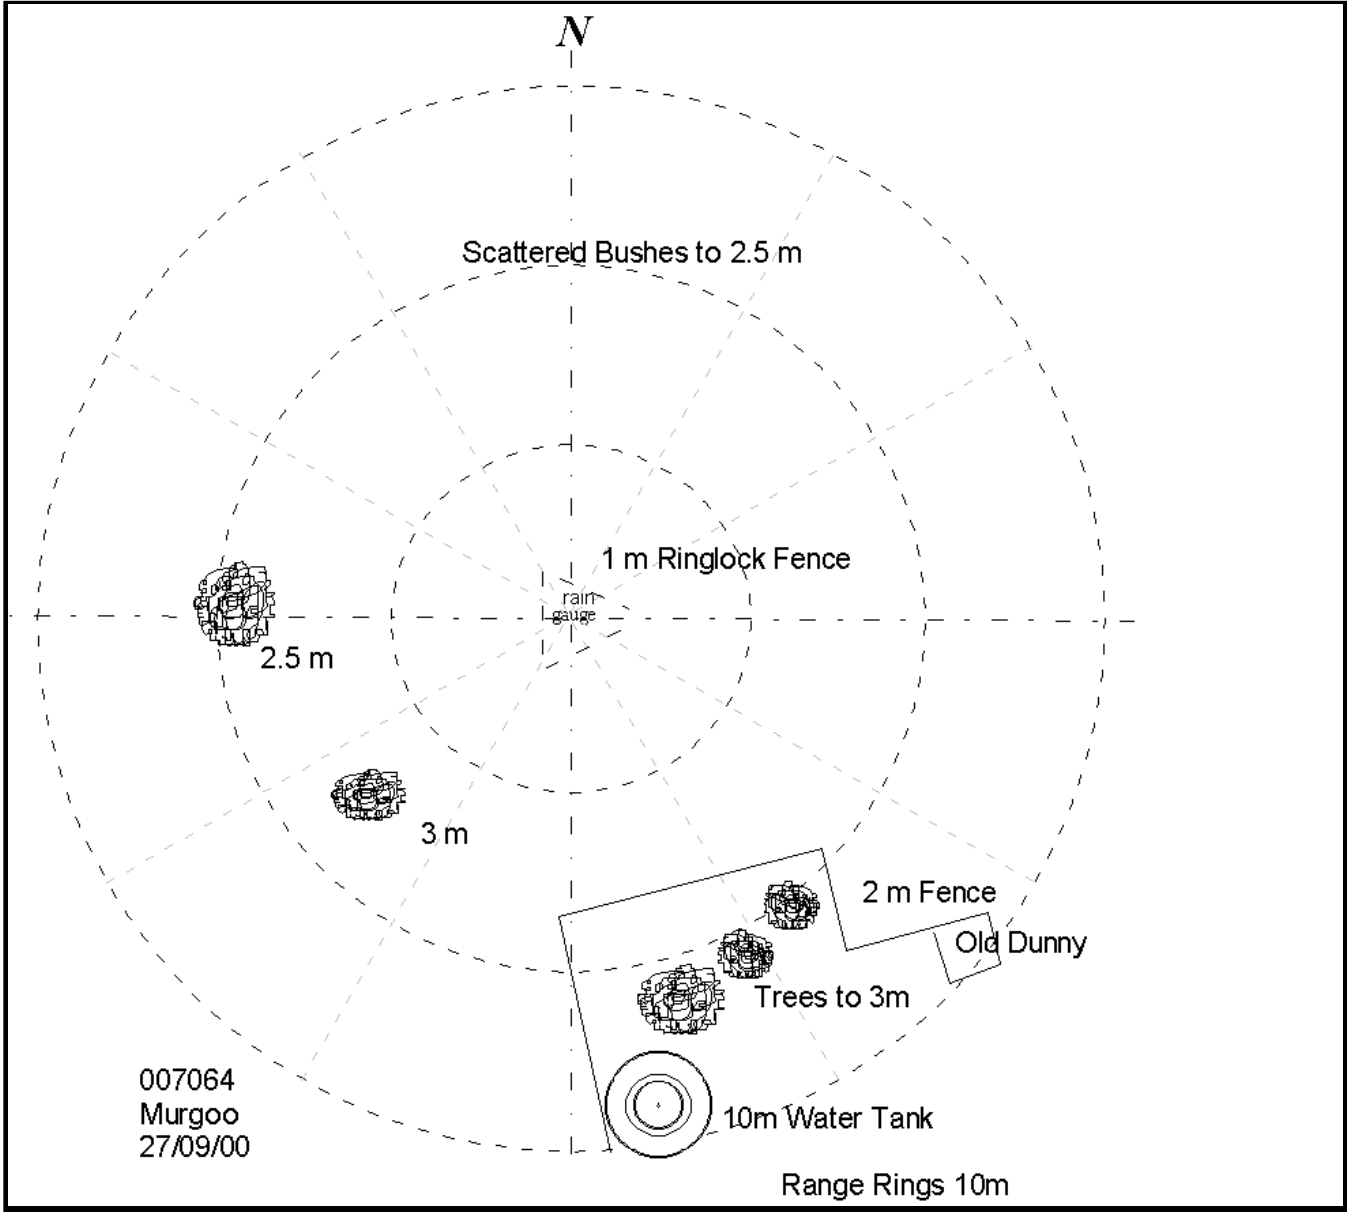 N
Scattered Bushes to 2.5 m
1 m Ringlock Fence
rain
gauge
2.5 m
3 m
2 m Fence
Old Dunny
Trees to 3m
007064
Murgoo
27/09/00
10m Water Tank
Range Rings 10m